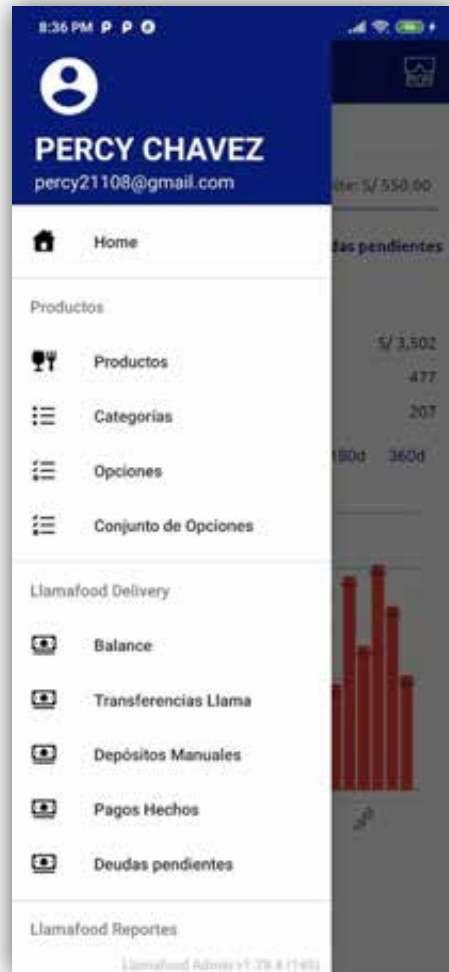 8:36 PM
PERCY CHAVEZ
percy21108@gmail.com
S/ 550.00
Home
das pendientes
Productos
S/ 3,502
Productos
477
Categorías
207
180d 360d
Opciones
Conjunto de Opciones
Llamafood Delivery
Balance
Transferencias Llama
Depósitos Manuales
Pagos Hechos
Deudas pendientes
Llamafood Reportes
Llamafood Admin